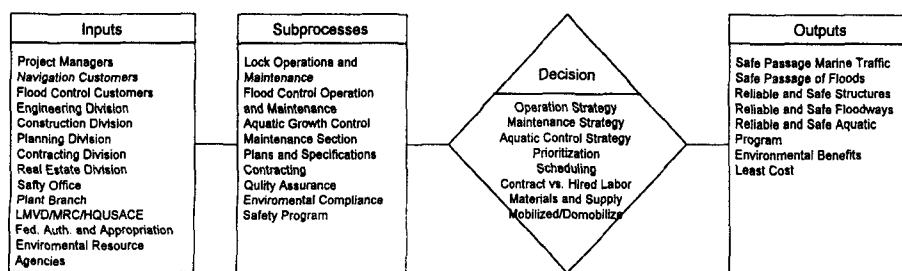 Inputs
Project Managers
Navigation Customers
Flood Control Customers
Engineering Division
Construction Division
Planning Division
Contracting Division
Real Estate Division
Safty Office
Plant Branch
LMVD/MRC/HQUSACE
Fed. Auth. and Appropriation
Enviromental Resource
Agencies
Subprocesses
Lock Operations and
Maintenance
Flood Control Operation
and Maintenance
Aquatic Growth Control
Maintenance Section
Plans and Specifications
Contracting
Qulity Assurance
Enviromental Compliance
Safety Program
Decision
Operation Strategy
Maintenance Strategy
Aquatic Control Strategy
Prioritization
Scheduling
Contract vs. Hired Labor
Materials and Supply
Mobilized/Domobilize
Outputs
Safe Passage Marine Traffic
Safe Passage of Floods
Reliable and Safe Structures
Reliable and Safe Floodways
Reliable and Safe Aquatic
Program
Environmental Benefits
Least Cost